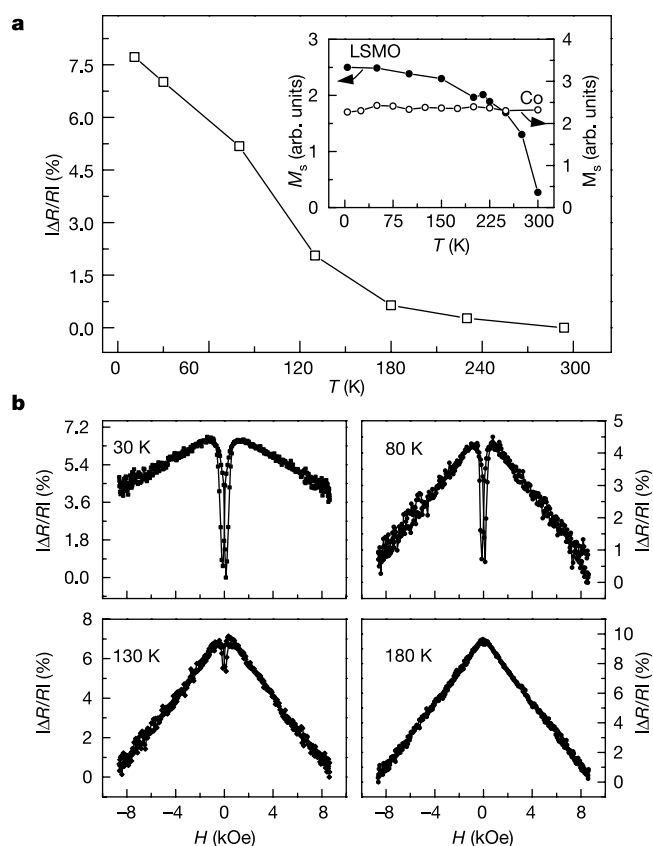 a
7.5
6.0
4.5
3.0
1.5
0.0
|ΔR/R| (%)
0 60 120 180 240 300
T (K)
3
2
1
0
Mₛ (arb. units)
LSMO
Co
4
3
2
1
0
Mₛ (arb. units)
0 75 150 225 300
T (K)
b
7.2
5.4
3.6
1.8
0.0
|ΔR/R| (%)
30 K
80 K
5
4
3
2
1
0
|ΔR/R| (%)
8
7
6
4
2
0
|ΔR/R| (%)
130 K
180 K
10
8
6
4
2
0
|ΔR/R| (%)
−8 −4 0 4 8
H (kOe)
−8 −4 0 4 8
H (kOe)